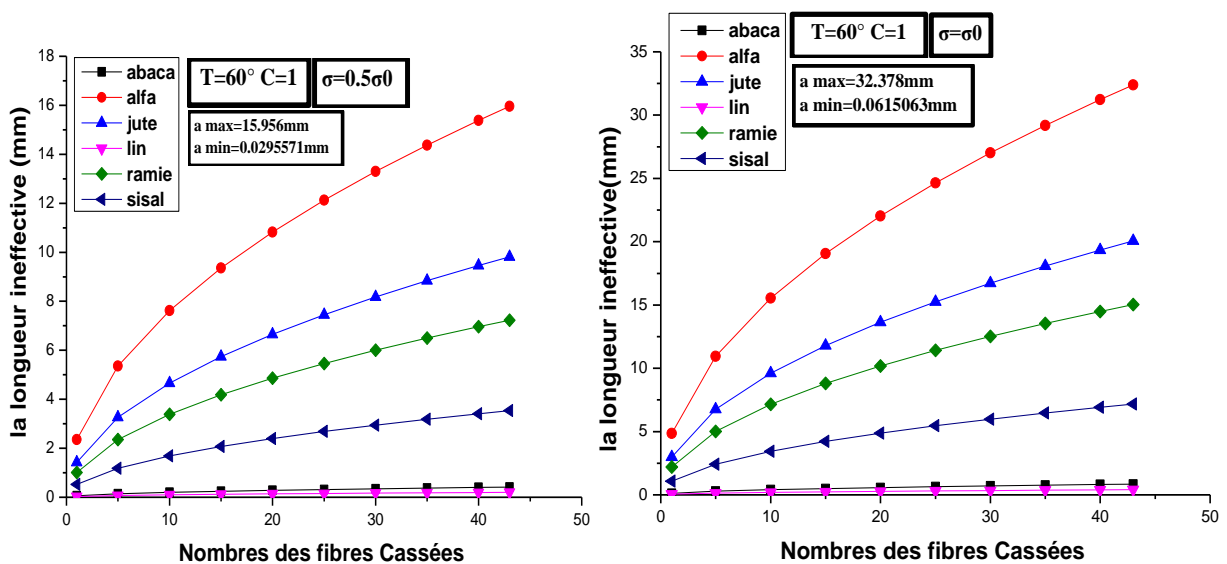 abaca
alfa
jute
lin
ramie
sisal
T=60° C=1
σ=0.5σ0
a max=15.956mm
a min=0.0295571mm
la longueur ineffective (mm)
18
16
14
12
10
8
6
4
2
0
0 10 20 30 40 50
Nombres des fibres Cassées
abaca
alfa
jute
lin
ramie
sisal
T=60° C=1
σ=σ0
a max=32.378mm
a min=0.0615063mm
la longueur ineffective(mm)
35
30
25
20
15
10
5
0
0 10 20 30 40 50
Nombres des fibres Cassées